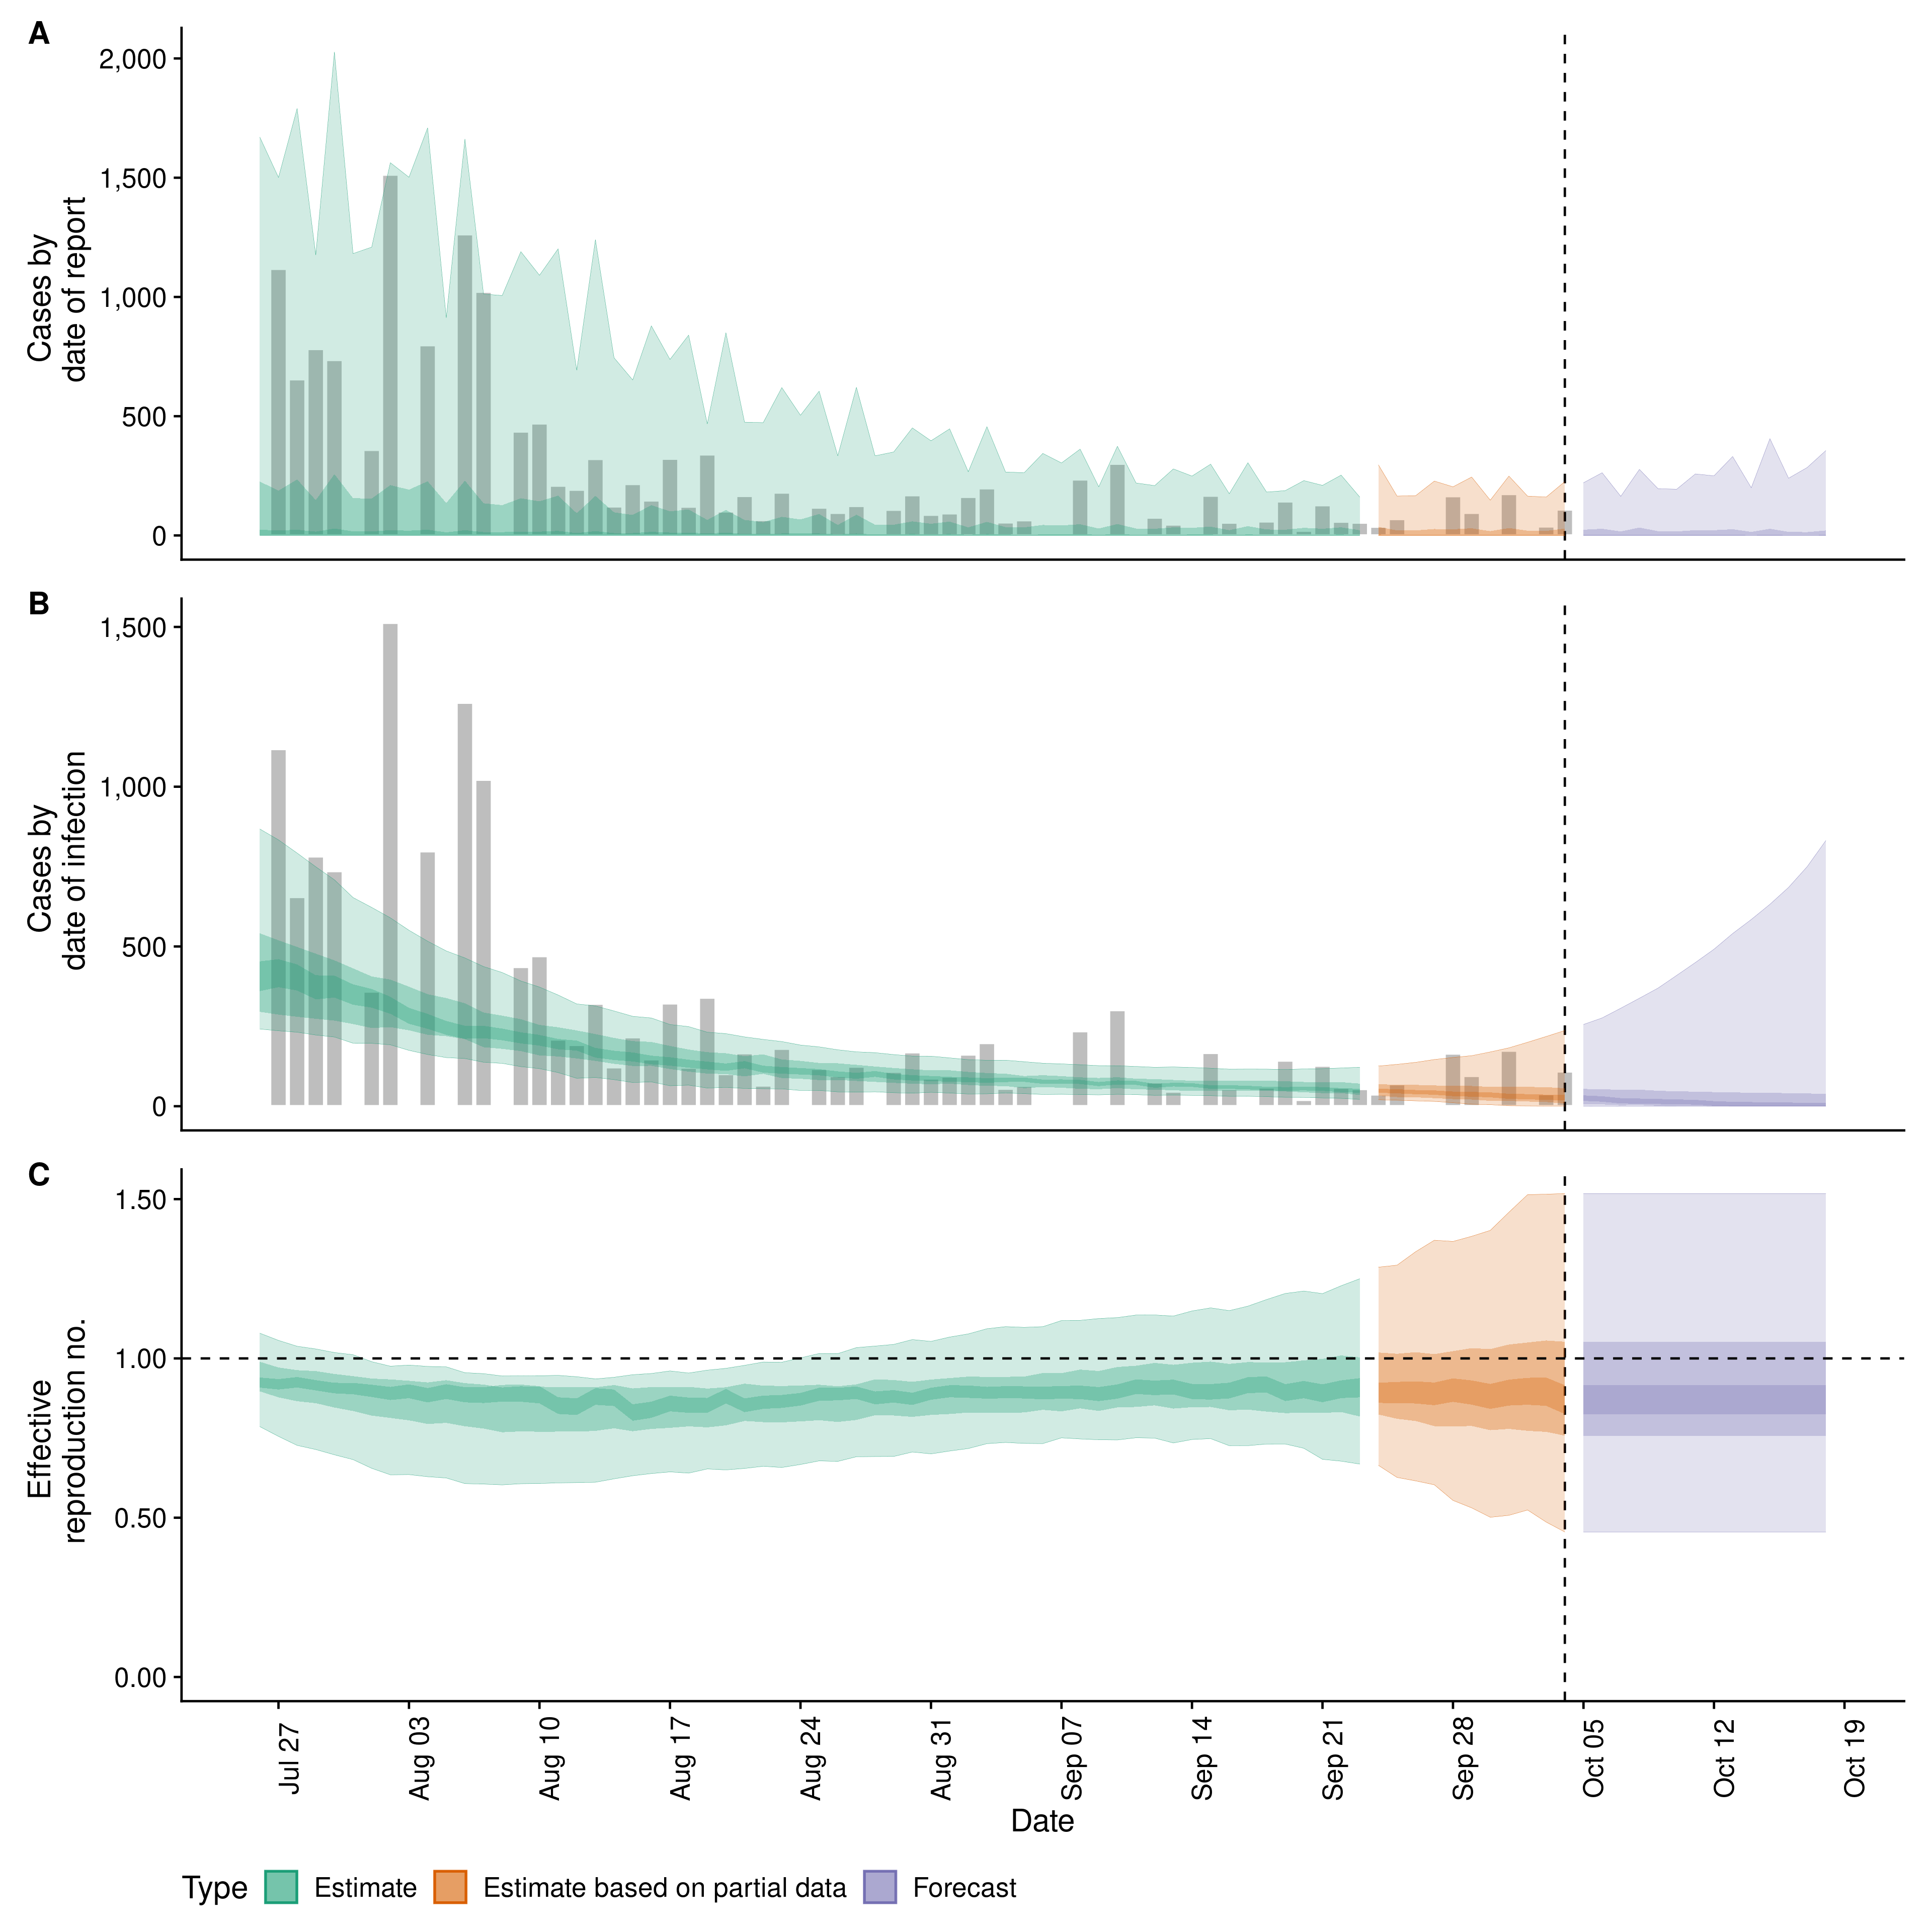 A
2,000
1,500
1,000
500
0
Cases by
date of report
B
1,500
1,000
500
0
Cases by
date of infection
C
1.50
1.00
0.50
0.00
Effective
reproduction no.
Jul 27
Aug 03
Aug 10
Aug 17
Aug 24
Aug 31
Sep 07
Sep 14
Sep 21
Sep 28
Oct 05
Oct 12
Oct 19
Date
Type Estimate Estimate based on partial data Forecast